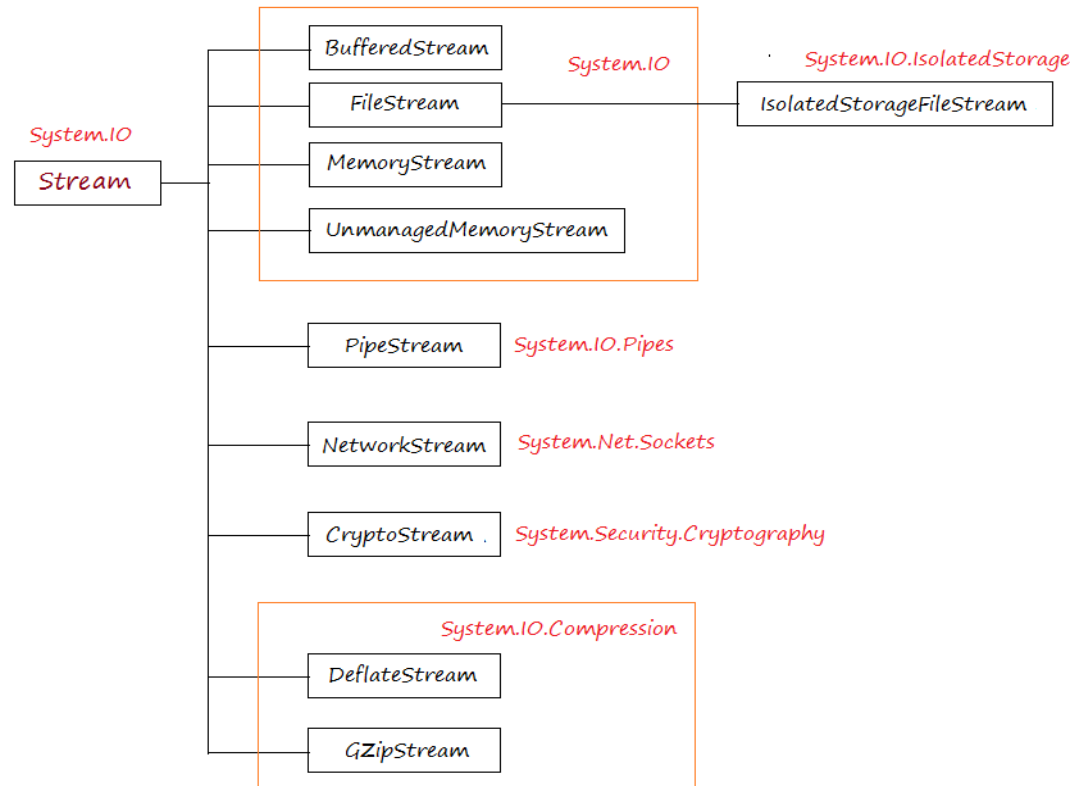 System.IO
Stream
System.IO
BufferedStream
FileStream
MemoryStream
UnmanagedMemoryStream
System.IO.IsolatedStorage
IsolatedStorageFileStream
PipeStream System.IO.Pipes
NetworkStream System.Net.Sockets
CryptoStream System.Security.Cryptography
System.IO.Compression
DeflateStream
GZipStream